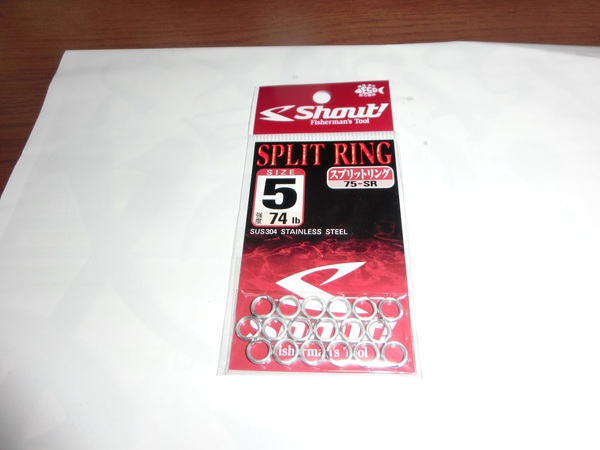 Shout!
Fisherman's Tool
SPLIT RING
SIZE
5
強度 74 lb
スプリットリング
75-SR
SUS304 STAINLESS STEEL
isherman's Tool